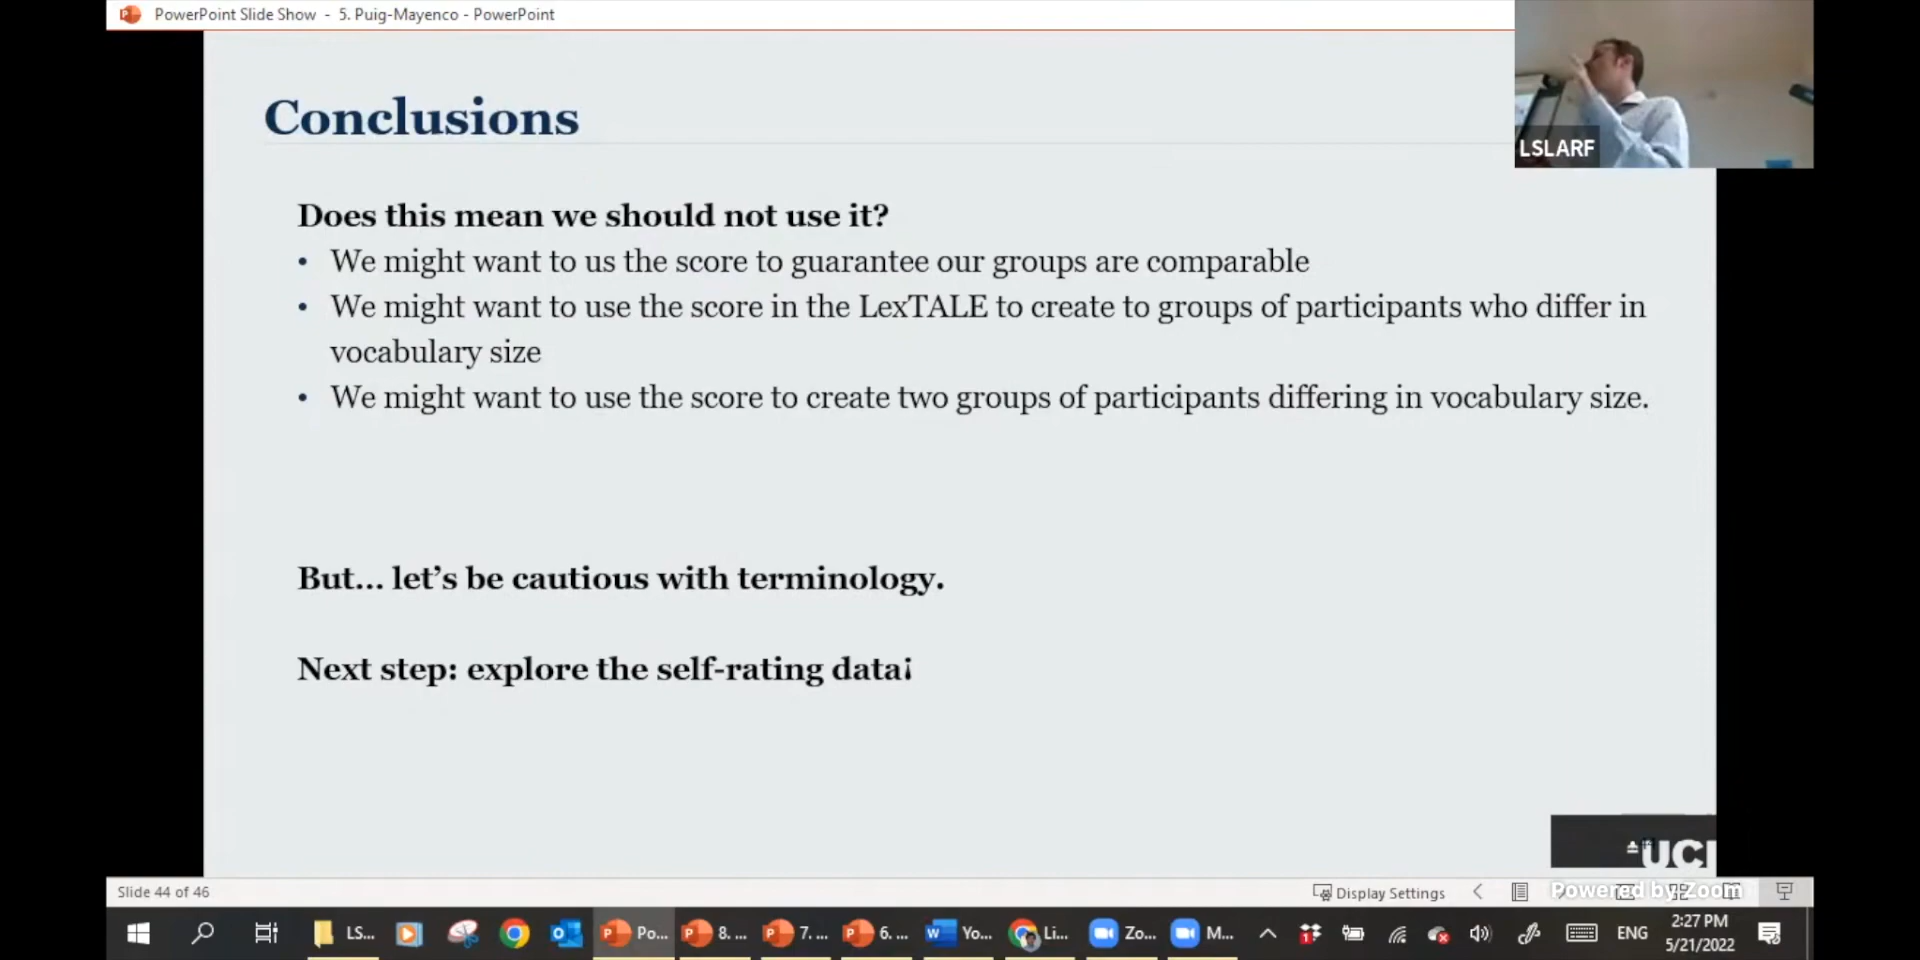 PowerPoint Slide Show - 5. Puig-Mayenco - PowerPoint
LSLARF
Conclusions
Does this mean we should not use it?
• We might want to us the score to guarantee our groups are comparable
• We might want to use the score in the LexTALE to create to groups of participants who differ in
vocabulary size
• We might want to use the score to create two groups of participants differing in vocabulary size.
But... let's be cautious with terminology.
Next step: explore the self-rating data¡
Slide 44 of 46
Display Settings
Powered by Zoom
LS...
Po...
8. ...
7. ...
6. ...
Yo...
Li...
Zo...
M...
ENG
2:27 PM
5/21/2022